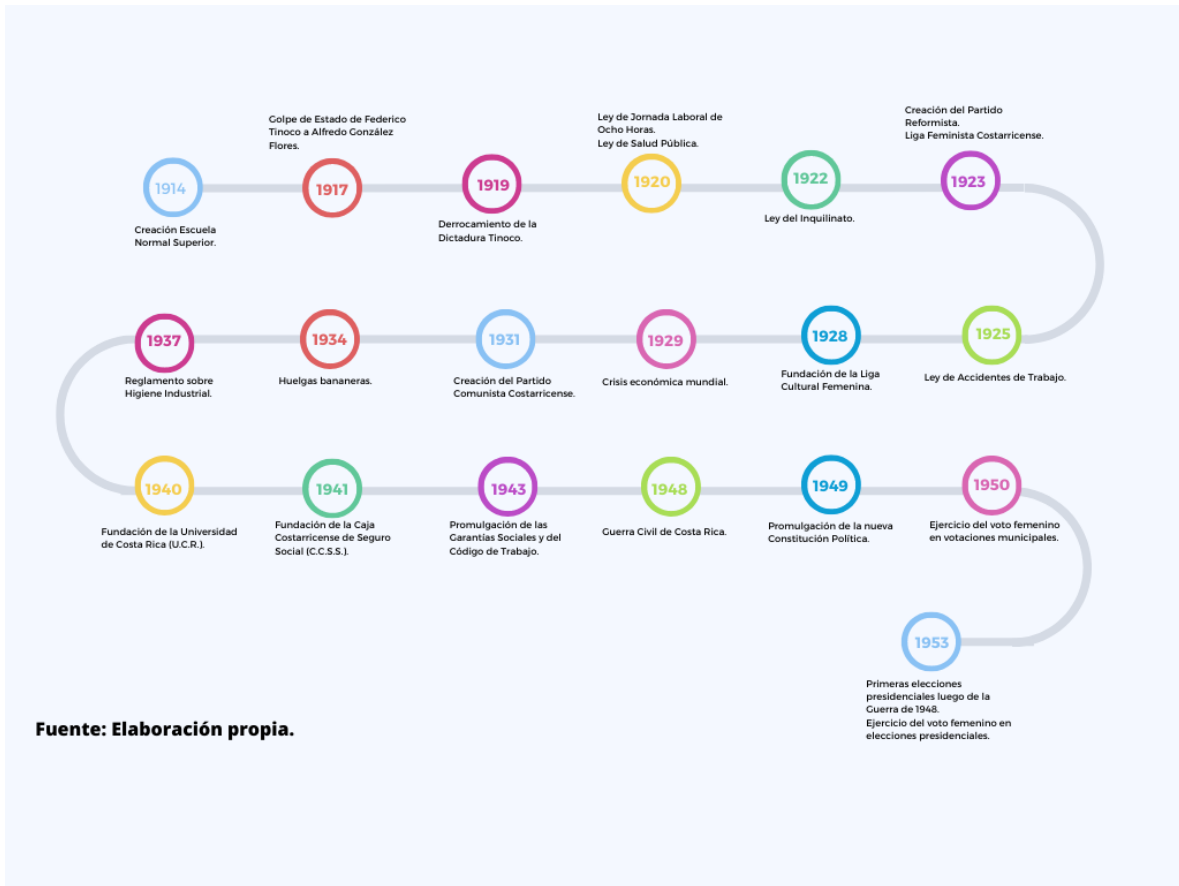 1914
Creación Escuela
Normal Superior.
Golpe de Estado de Federico
Tinoco a Alfredo González
Flores.
1917
1919
Derrocamiento de la
Dictadura Tinoco.
Ley de Jornada Laboral de
Ocho Horas.
Ley de Salud Pública.
1920
1922
Ley del Inquilinato.
Creación del Partido
Reformista.
Liga Feminista Costarricense.
1923
1925
Ley de Accidentes de Trabajo.
1928
Fundación de la Liga
Cultural Femenina.
1929
Crisis económica mundial.
1931
Creación del Partido
Comunista Costarricense.
1934
Huelgas bananeras.
1937
Reglamento sobre
Higiene Industrial.
1940
Fundación de la Universidad
de Costa Rica (U.C.R.).
1941
Fundación de la Caja
Costarricense de Seguro
Social (C.C.S.S.).
1943
Promulgación de las
Garantías Sociales y del
Código de Trabajo.
1948
Guerra Civil de Costa Rica.
1949
Promulgación de la nueva
Constitución Política.
1950
Ejercicio del voto femenino
en votaciones municipales.
1953
Primeras elecciones
presidenciales luego de la
Guerra de 1948.
Ejercicio del voto femenino en
elecciones presidenciales.
Fuente: Elaboración propia.